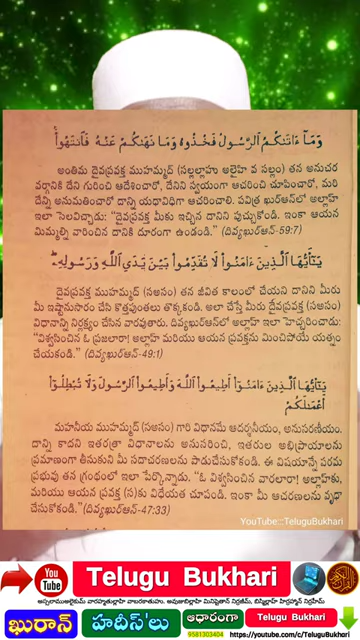 وَمَآ ءَاتَىٰكُمُ ٱلرَّسُولُ فَخُذُوهُ وَمَا نَهَىٰكُمْ عَنْهُ فَٱنتَهُوا۟ۚ
అంతిమ దైవప్రవక్త ముహమ్మద్ (సల్లల్లాహు అలైహి వ సల్లం) తన అనుచర
వర్గానికి దేని గురించి ఆదేశించారో, దేనిని స్వయంగా ఆచరించి చూపించారో, మరి
దేన్ని అనుమతించారో దాన్ని యథావిధిగా ఆచరించాలి. పవిత్ర ఖుర్ఆన్‌లో అల్లాహ్
ఇలా సెలవిచ్చాడు: "దైవప్రవక్త మీకు ఇచ్చిన దానిని పుచ్చుకోండి. ఇంకా ఆయన
మిమ్మల్ని వారించిన దానికి దూరంగా ఉండండి." (దివ్యఖుర్ఆన్-59:7)
يَـٰٓأَيُّهَا ٱلَّذِينَ ءَامَنُوا۟ لَا تُقَدِّمُوا۟ بَيْنَ يَدَىِ ٱللَّهِ وَرَسُولِهِۦۖ
దైవప్రవక్త ముహమ్మద్ (సఅసం) తన జీవిత కాలంలో చేయని దానిని మీరు
మీ ఇష్టానుసారం చేసి కొత్తపుంతలు తొక్కకండి. అలా చేస్తే మీరు దైవప్రవక్త (సఅసం)
విధానాన్ని నిర్లక్ష్యం చేసిన వారవుతారు. దివ్యఖుర్ఆన్‌లో అల్లాహ్ ఇలా హెచ్చరించాడు:
"విశ్వసించిన ఓ ప్రజలారా! అల్లాహ్ మరియు ఆయన ప్రవక్తను మించిపోయే యత్నం
చేయకండి." (దివ్యఖుర్ఆన్-49:1)
يَـٰٓأَيُّهَا ٱلَّذِينَ ءَامَنُوٓا۟ أَطِيعُوا۟ ٱللَّهَ وَأَطِيعُوا۟ ٱلرَّسُولَ وَلَا تُبْطِلُوٓا۟
أَعْمَـٰلَكُمْ
మహనీయ ముహమ్మద్ (సఅసం) గారి విధానమే ఆదర్శనీయం, అనుసరణీయం.
దాన్ని కాదని ఇతరత్రా విధానాలను అనుసరించి, ఇతరుల అభిప్రాయాలను
ప్రమాణంగా తీసుకుని మీ సదాచరణలను పాడుచేసుకోకండి. ఈ విషయాన్నే పరమ
ప్రభువు తన గ్రంథంలో ఇలా పేర్కొన్నాడు. "ఓ విశ్వసించిన వారలారా! అల్లాహ్‌కు,
మరియు ఆయన ప్రవక్త (స)కు విధేయత చూపండి. ఇంకా మీ ఆచరణలను వృథా
చేసుకోకండి."(దివ్యఖుర్ఆన్-47:33)
YouTube:::TeluguBukhari
You Tube
Telugu Bukhari
ఖురాన్ హదీస్'లు ఆధారంగా
9581303404
Telugu Bukhari
https://youtube.com/c/TeluguBukhari